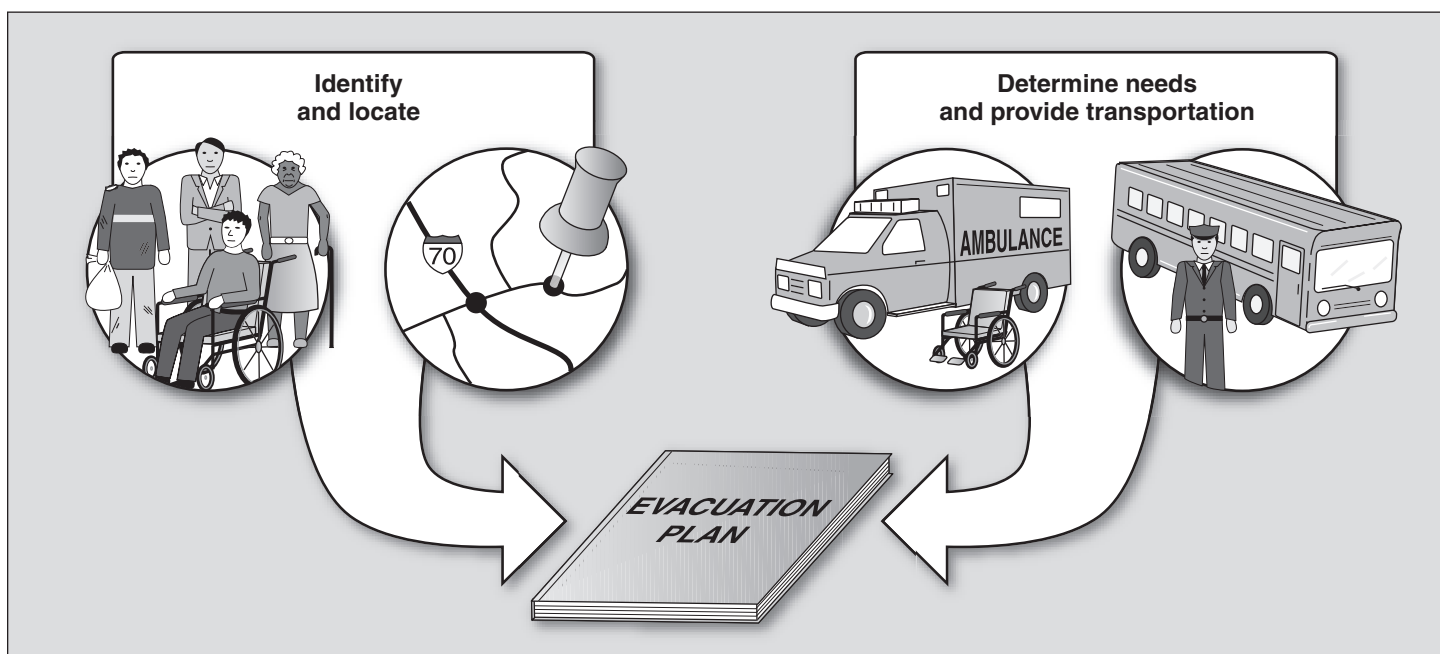 Identify
and locate
Determine needs
and provide transportation
70
AMBULANCE
EVACUATION
PLAN